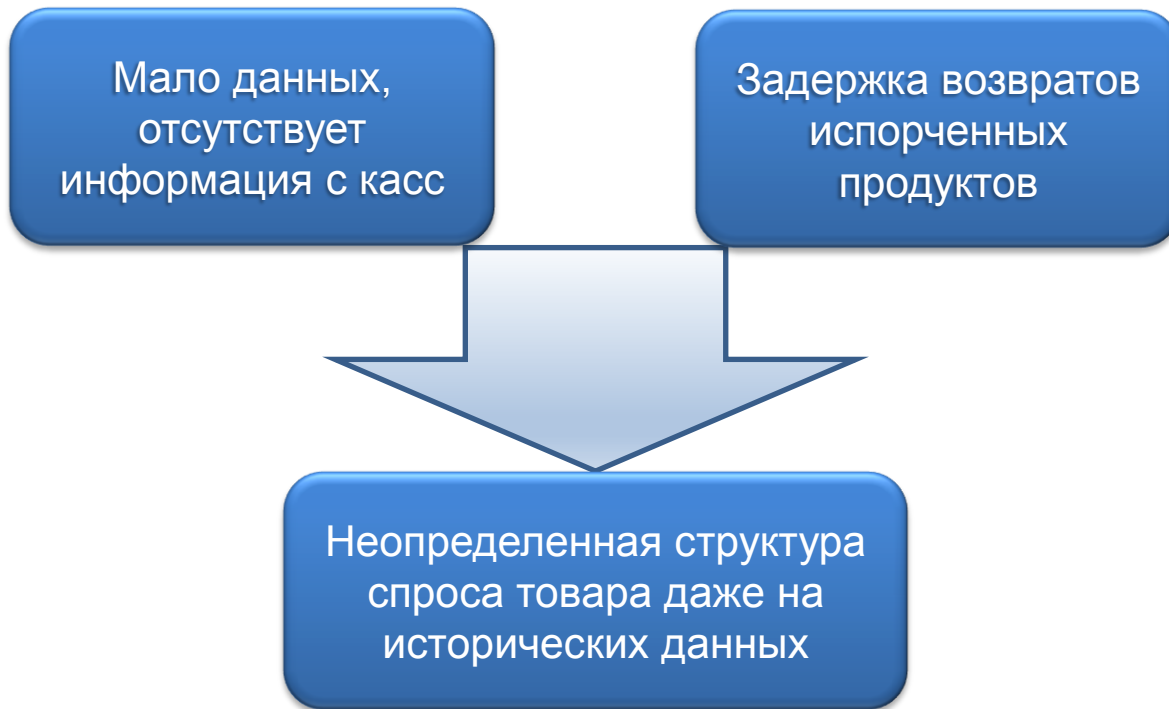 Мало данных,
отсутствует
информация с касс
Задержка возвратов
испорченных
продуктов
Неопределенная структура
спроса товара даже на
исторических данных